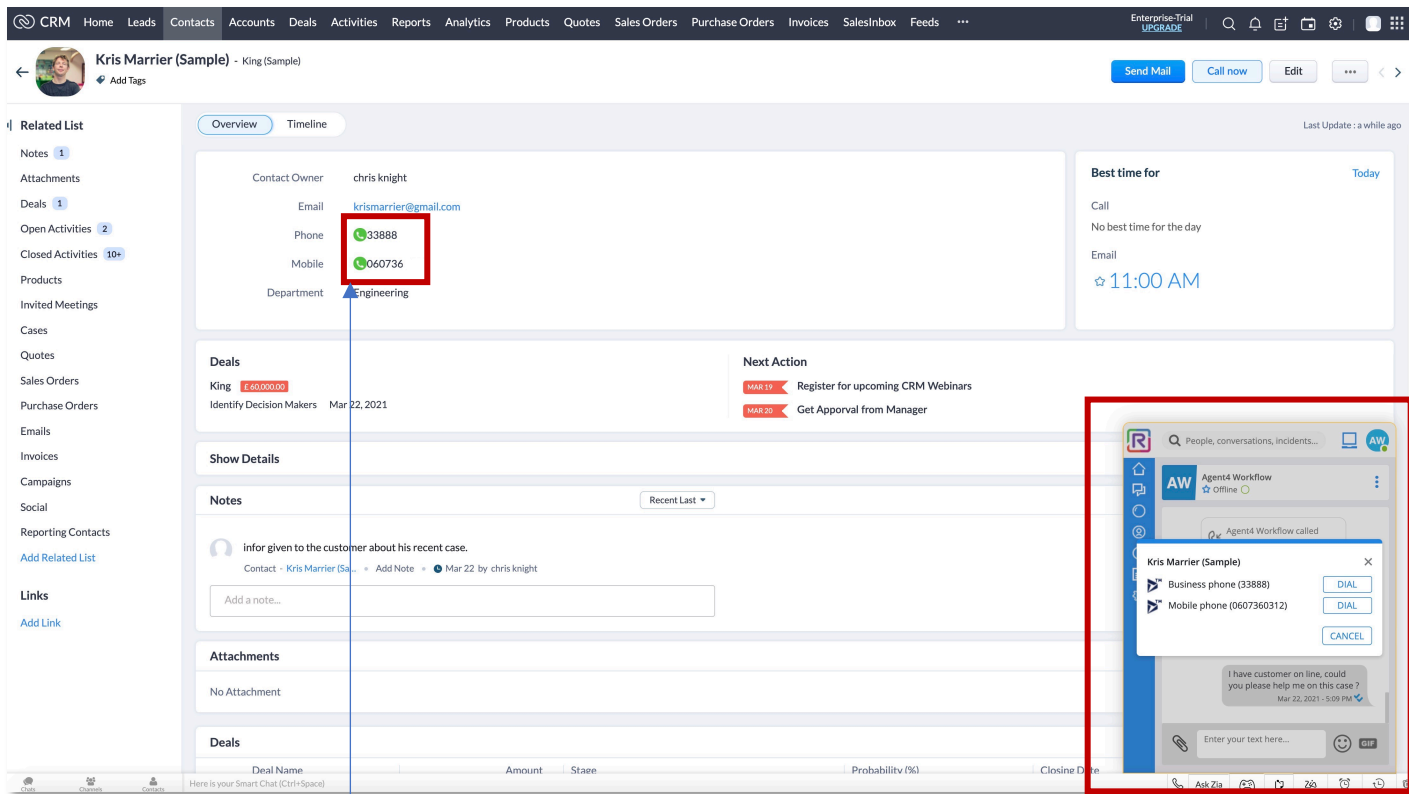 CRM Home Leads Contacts Accounts Deals Activities Reports Analytics Products Quotes Sales Orders Purchase Orders Invoices SalesInbox Feeds ...
Enterprise-Trial
UPGRADE
Kris Marrier (Sample) - King (Sample)
Add Tags
Send Mail Call now Edit ...
Related List
Notes 1
Attachments
Deals 1
Open Activities 2
Closed Activities 10+
Products
Invited Meetings
Cases
Quotes
Sales Orders
Purchase Orders
Emails
Invoices
Campaigns
Social
Reporting Contacts
Add Related List
Links
Add Link
Overview Timeline
Last Update : a while ago
Contact Owner chris knight
Email krismarrier@gmail.com
Phone 33888
Mobile 060736
Department Engineering
Best time for Today
Call
No best time for the day
Email
11:00 AM
Deals
King £ 60,000.00
Identify Decision Makers Mar 22, 2021
Next Action
MAR 19 Register for upcoming CRM Webinars
MAR 20 Get Apporval from Manager
Show Details
Notes Recent Last
infor given to the customer about his recent case.
Contact - Kris Marrier (Sa... Add Note Mar 22 by chris knight
Add a note...
Attachments
No Attachment
Deals
Deal Name Amount Stage Probability (%) Closing Date
R People, conversations, incidents... AW
AW Agent4 Workflow
Offline
Agent4 Workflow called
Kris Marrier (Sample)
Business phone (33888) DIAL
Mobile phone (0607360312) DIAL
CANCEL
I have customer on line, could
you please help me on this case ?
Mar 22, 2021 - 5:09 PM
Enter your text here... GIF
Chats Channels Contacts Here is your Smart Chat (Ctrl+Space)
Ask Zia